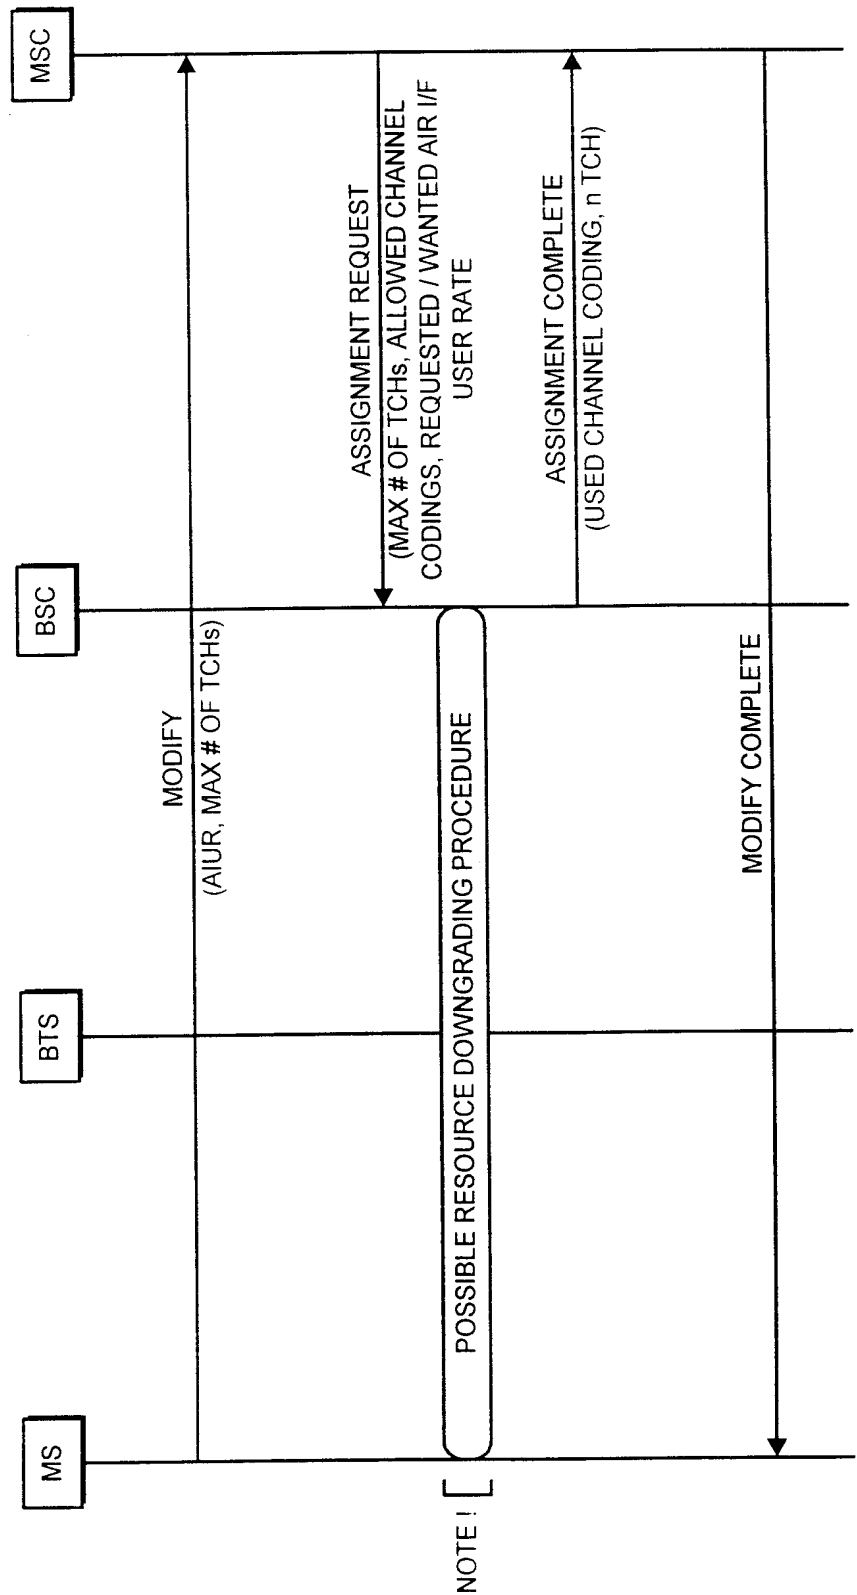 MS
BTS
BSC
MSC
MODIFY
(AIUR, MAX # OF TCHs)
ASSIGNMENT REQUEST
(MAX # OF TCHs, ALLOWED CHANNEL
CODINGS, REQUESTED / WANTED AIR I/F
USER RATE
NOTE !
POSSIBLE RESOURCE DOWNGRADING PROCEDURE
ASSIGNMENT COMPLETE
(USED CHANNEL CODING, n TCH)
MODIFY COMPLETE